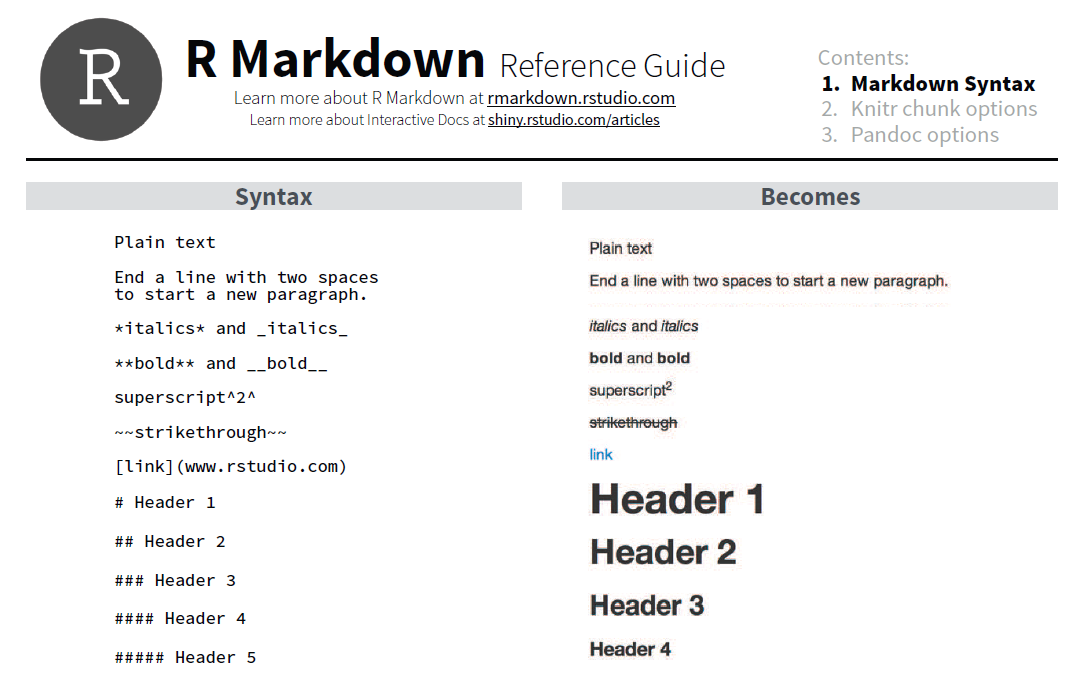 R
R Markdown Reference Guide
Learn more about R Markdown at rmarkdown.rstudio.com
Learn more about Interactive Docs at shiny.rstudio.com/articles
Contents:
1. Markdown Syntax
2. Knitr chunk options
3. Pandoc options
Syntax
Plain text
End a line with two spaces
to start a new paragraph.
*italics* and _italics_
**bold** and __bold__
superscript^2^
~~strikethrough~~
[link](www.rstudio.com)
# Header 1
## Header 2
### Header 3
#### Header 4
##### Header 5
Becomes
Plain text
End a line with two spaces to start a new paragraph.
italics and italics
bold and bold
superscript2
strikethrough
link
Header 1
Header 2
Header 3
Header 4